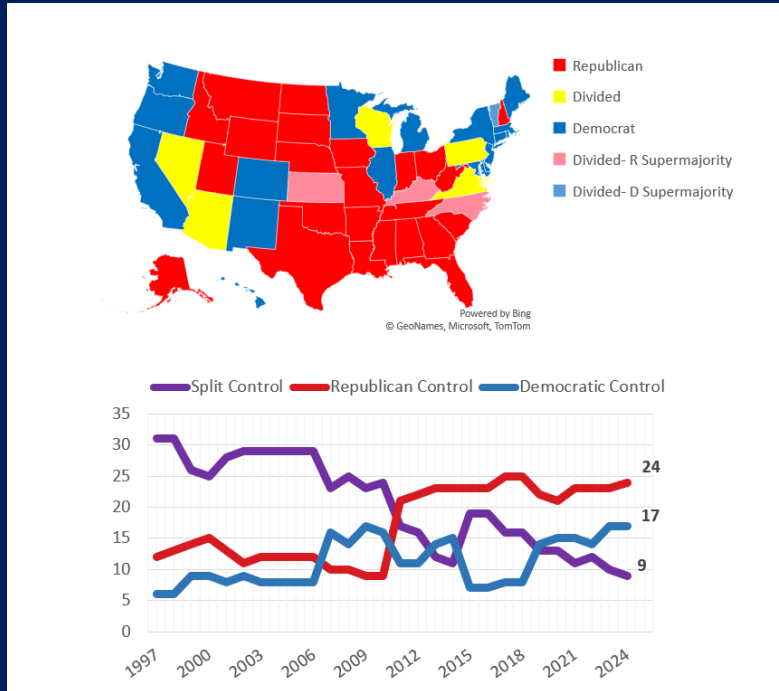 Republican
Divided
Democrat
Divided- R Supermajority
Divided- D Supermajority
Powered by Bing
© GeoNames, Microsoft, TomTom
Split Control Republican Control Democratic Control
35
30
25
20
15
10
5
0
24
17
9
1997 2000 2003 2006 2009 2012 2015 2018 2021 2024